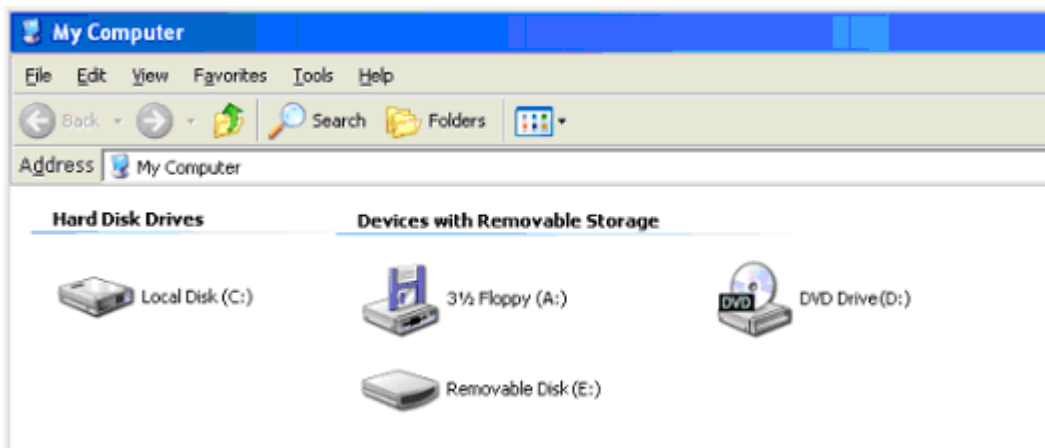 My Computer
File Edit View Favorites Tools Help
Back Search Folders
Address My Computer
Hard Disk Drives Devices with Removable Storage
Local Disk (C:) 3½ Floppy (A:) DVD DVD Drive(D:)
Removable Disk (E:)